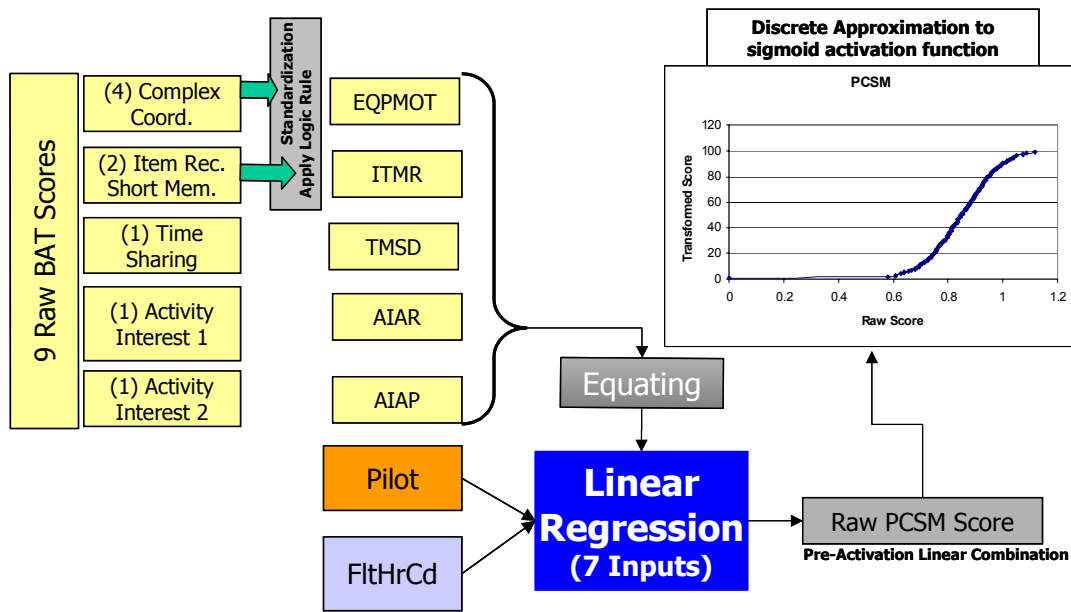 9 Raw BAT Scores
(4) Complex
Coord.
(2) Item Rec.
Short Mem.
(1) Time
Sharing
(1) Activity
Interest 1
(1) Activity
Interest 2
Standardization
Apply Logic Rule
EQPMOT
ITMR
TMSD
AIAR
AIAP
Pilot
FltHrCd
Equating
Linear
Regression
(7 Inputs)
Raw PCSM Score
Pre-Activation Linear Combination
Discrete Approximation to
sigmoid activation function
PCSM
Transformed Score
120
100
80
60
40
20
0
0 0.2 0.4 0.6 0.8 1 1.2
Raw Score